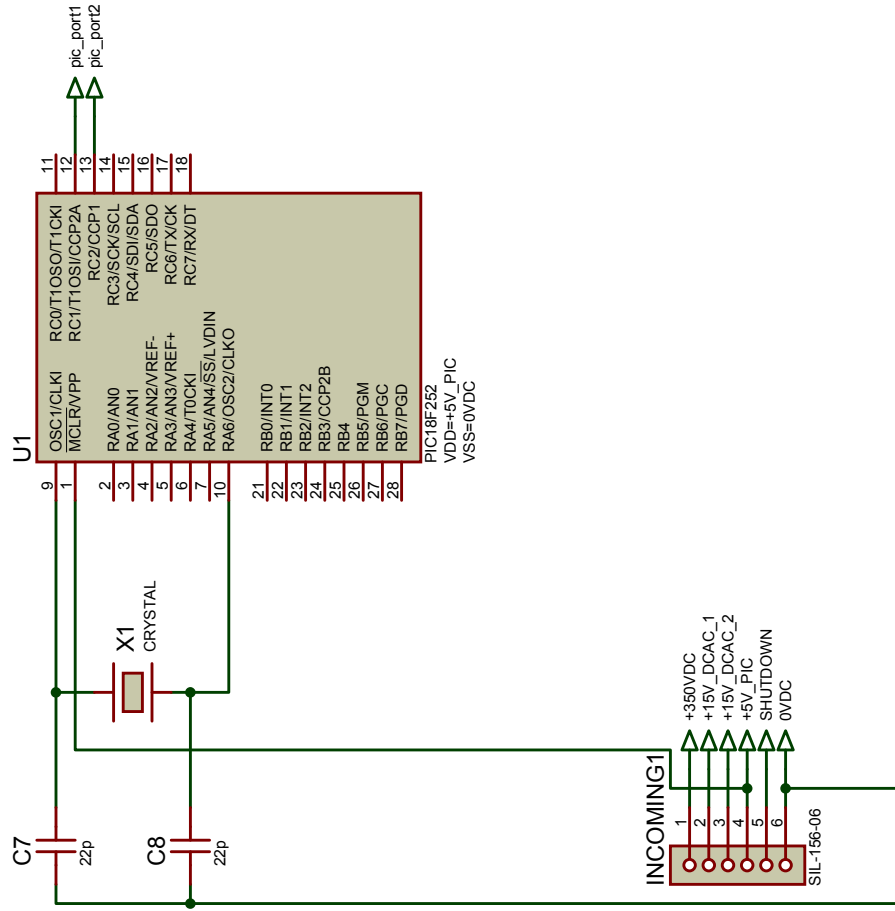 pic_port1
pic_port2
U1
9
OSC1/CLKI
RC0/T1OSO/T1CKI
11
1
MCLR/VPP
RC1/T1OSI/CCP2A
12
RC2/CCP1
13
2
RA0/AN0
RC3/SCK/SCL
14
3
RA1/AN1
RC4/SDI/SDA
15
4
RA2/AN2/VREF-
RC5/SDO
16
5
RA3/AN3/VREF+
RC6/TX/CK
17
6
RA4/T0CKI
RC7/RX/DT
18
7
RA5/AN4/SS/LVDIN
10
RA6/OSC2/CLKO
21
RB0/INT0
22
RB1/INT1
23
RB2/INT2
24
RB3/CCP2B
25
RB4
26
RB5/PGM
27
RB6/PGC
28
RB7/PGD
PIC18F252
VDD=+5V_PIC
VSS=0VDC
X1
CRYSTAL
C7
22p
C8
22p
INCOMING1
1
+350VDC
2
+15V_DCAC_1
3
+15V_DCAC_2
4
+5V_PIC
5
SHUTDOWN
6
0VDC
SIL-156-06